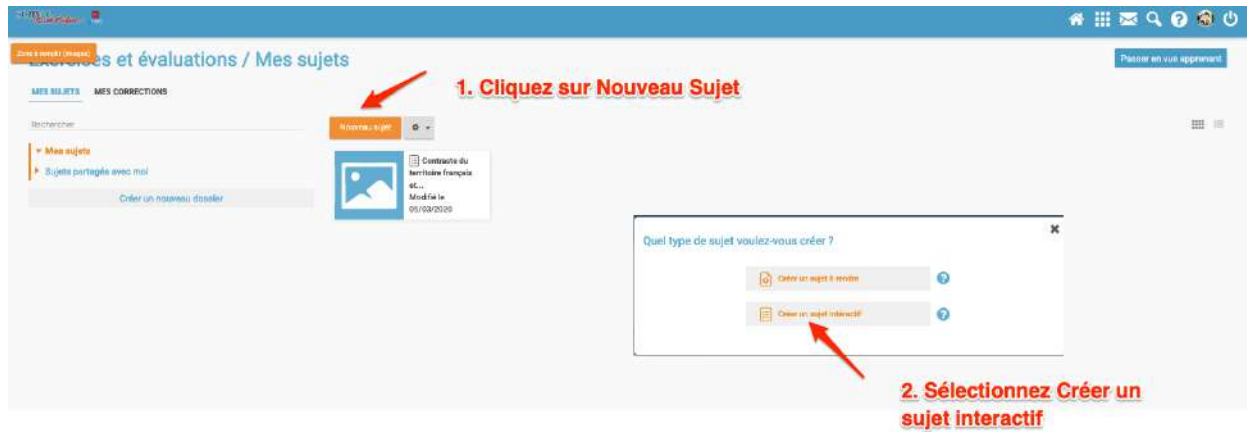 Zone à remplir (images)
Exercices et évaluations / Mes sujets
Passer en vue apprenant
MES SUJETS MES CORRECTIONS
1. Cliquez sur Nouveau Sujet
Rechercher
Nouveau sujet
Mes sujets
Sujets partagés avec moi
Créer un nouveau dossier
Contraste du
territoire français
et...
Modifié le
05/03/2020
Quel type de sujet voulez-vous créer ?
Créer un sujet à rendre
Créer un sujet interactif
2. Sélectionnez Créer un
sujet interactif